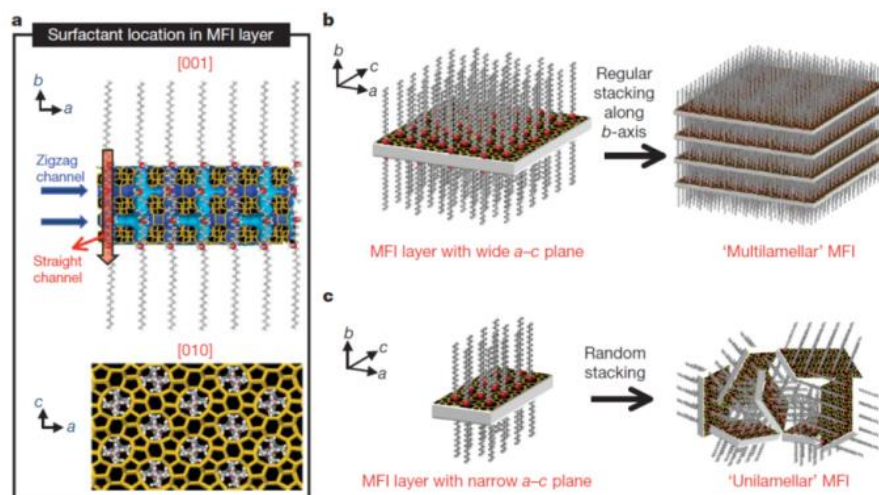 a
Surfactant location in MFI layer
[001]
b
a
Zigzag
channel
Straight
channel
[010]
c
a
b
b
c
a
MFI layer with wide a–c plane
Regular
stacking
along
b-axis
'Multilamellar' MFI
c
b
c
a
MFI layer with narrow a–c plane
Random
stacking
'Unilamellar' MFI